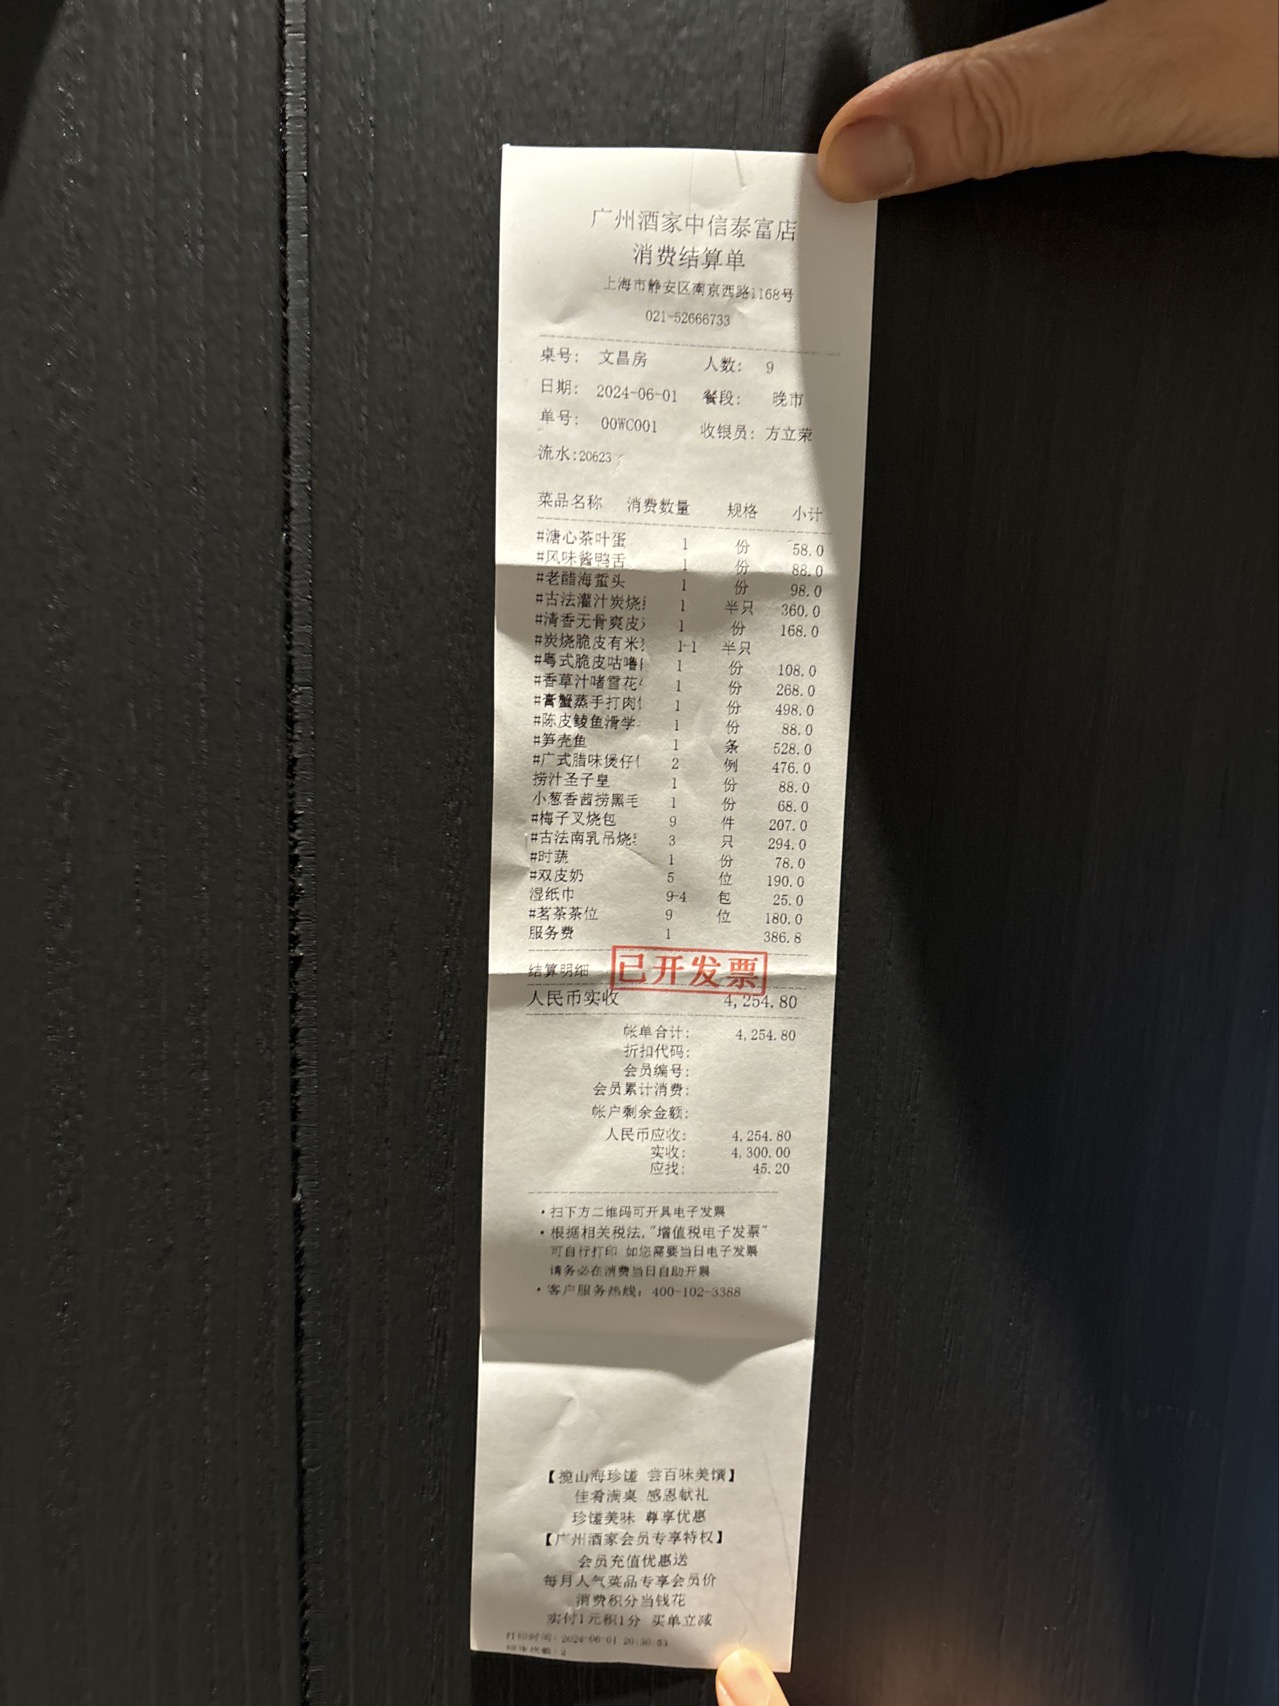 广州酒家中信泰富店
消费结算单
上海市静安区南京西路1168号
021-52666733
桌号: 文昌房 人数: 9
日期: 2024-06-01 餐段: 晚市
单号: 00WC001 收银员: 方立荣
流水:20623
菜品名称 消费数量 规格 小计
#溏心茶叶蛋 1 份 58.0
#风味酱鸭舌 1 份 88.0
#老醋海蜇头 1 份 98.0
#古法灌汁炭烧 1 半只 360.0
#清香无骨爽皮 1 份 168.0
#炭烧脆皮有米 1-1 半只
#粤式脆皮咕噜 1 份 108.0
#香草汁啫雪花 1 份 268.0
#膏蟹蒸手打肉 1 份 498.0
#陈皮鲮鱼滑学 1 份 88.0
#笋壳鱼 1 条 528.0
#广式腊味煲仔 2 例 476.0
捞汁圣子皇 1 份 88.0
小葱香酱捞黑毛 1 份 68.0
#梅子叉烧包 9 件 207.0
#古法南乳吊烧 3 只 294.0
#时蔬 1 份 78.0
#双皮奶 5 位 190.0
湿纸巾 9-4 包 25.0
#茗茶茶位 9 位 180.0
服务费 1 386.8
结算明细 已开发票
人民币实收 4,254.80
帐单合计: 4,254.80
折扣代码:
会员编号:
会员累计消费:
帐户剩余金额:
人民币应收: 4,254.80
实收: 4,300.00
应找: 45.20
·扫下方二维码可开具电子发票
·根据相关税法,"增值税电子发票"
可自行打印 如您需要当日电子发票
请务必在消费当日自助开票
·客户服务热线: 400-102-3388
【揽山海珍馐 尝百味美馔】
佳肴满桌 感恩献礼
珍馐美味 尊享优惠
【广州酒家会员专享特权】
会员充值优惠送
每月人气菜品专享会员价
消费积分当钱花
实付1元积1分 买单立减
打印时间: 2024-06-01 20:30:53